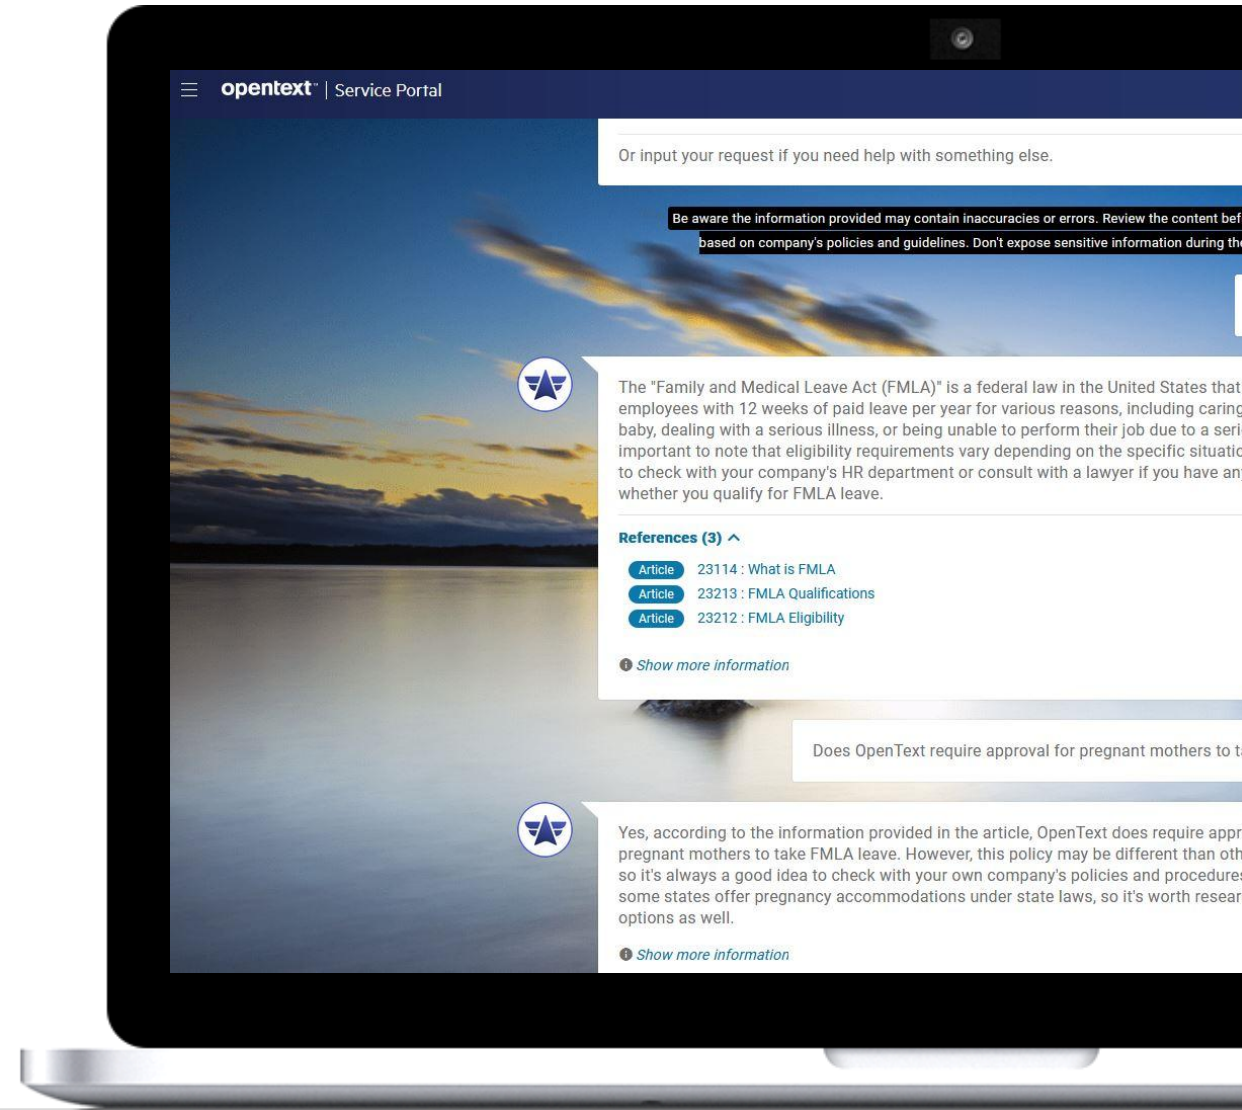 opentext™ | Service Portal
Or input your request if you need help with something else.
Be aware the information provided may contain inaccuracies or errors. Review the content bef
based on company's policies and guidelines. Don't expose sensitive information during the
The "Family and Medical Leave Act (FMLA)" is a federal law in the United States that
employees with 12 weeks of paid leave per year for various reasons, including caring
baby, dealing with a serious illness, or being unable to perform their job due to a seri
important to note that eligibility requirements vary depending on the specific situatio
to check with your company's HR department or consult with a lawyer if you have any
whether you qualify for FMLA leave.
References (3)
Article 23114 : What is FMLA
Article 23213 : FMLA Qualifications
Article 23212 : FMLA Eligibility
Show more information
Does OpenText require approval for pregnant mothers to t
Yes, according to the information provided in the article, OpenText does require appr
pregnant mothers to take FMLA leave. However, this policy may be different than oth
so it's always a good idea to check with your own company's policies and procedures
some states offer pregnancy accommodations under state laws, so it's worth resear
options as well.
Show more information